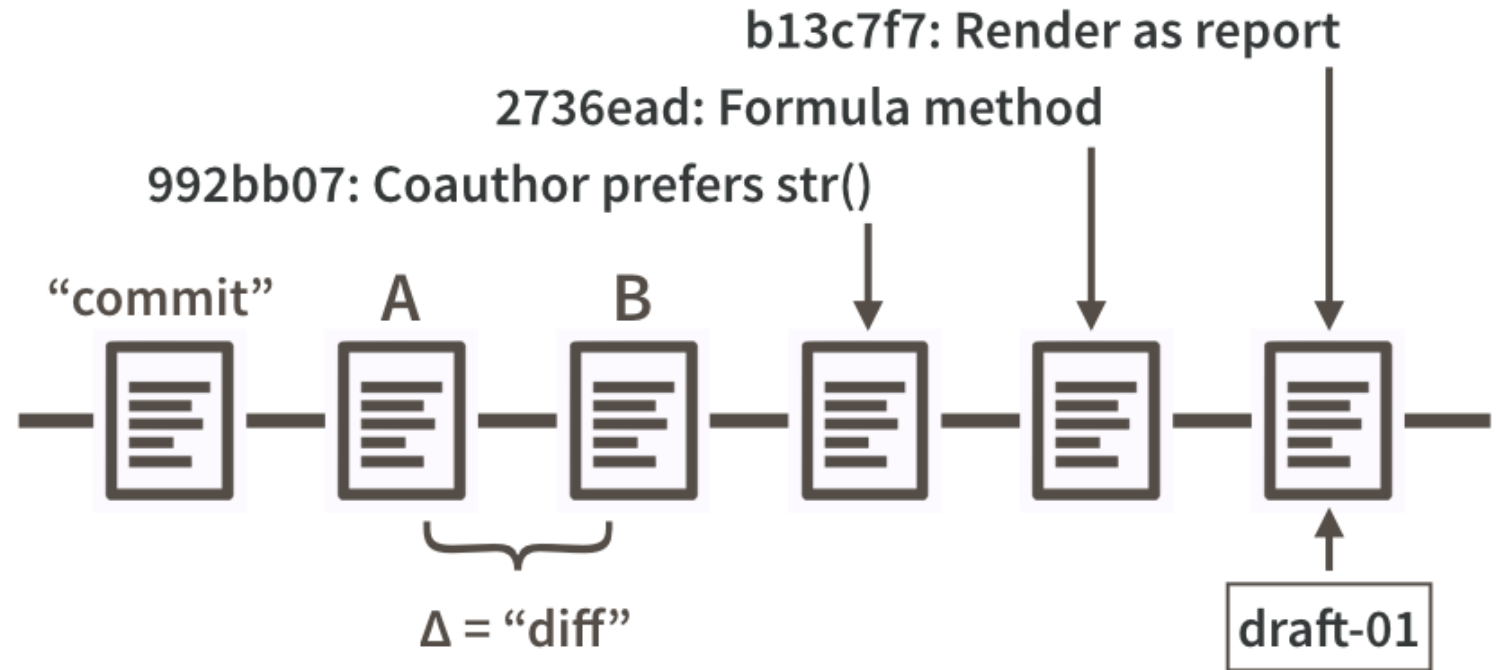 b13c7f7: Render as report
2736ead: Formula method
992bb07: Coauthor prefers str()
“commit” A B
Δ = “diff”
draft-01